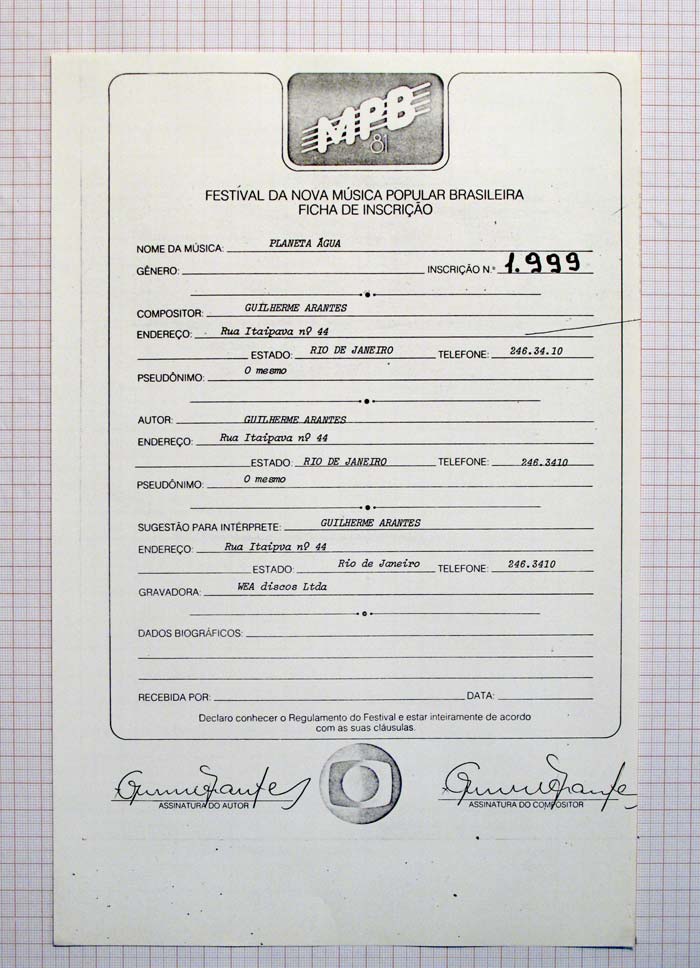 MPB
81
FESTIVAL DA NOVA MÚSICA POPULAR BRASILEIRA
FICHA DE INSCRIÇÃO
NOME DA MÚSICA: PLANETA ÁGUA
GÊNERO: INSCRIÇÃO N.º 1.999
COMPOSITOR: GUILHERME ARANTES
ENDEREÇO: Rua Itaipava nº 44
ESTADO: RIO DE JANEIRO TELEFONE: 246.34.10
PSEUDÔNIMO: O mesmo
AUTOR: GUILHERME ARANTES
ENDEREÇO: Rua Itaipava nº 44
ESTADO: RIO DE JANEIRO TELEFONE: 246.3410
PSEUDÔNIMO: O mesmo
SUGESTÃO PARA INTÉRPRETE: GUILHERME ARANTES
ENDEREÇO: Rua Itaipva nº 44
ESTADO: Rio de Janeiro TELEFONE: 246.3410
GRAVADORA: WEA discos Ltda
DADOS BIOGRÁFICOS:
RECEBIDA POR: DATA:
Declaro conhecer o Regulamento do Festival e estar inteiramente de acordo
com as suas cláusulas.
ASSINATURA DO AUTOR ASSINATURA DO COMPOSITOR